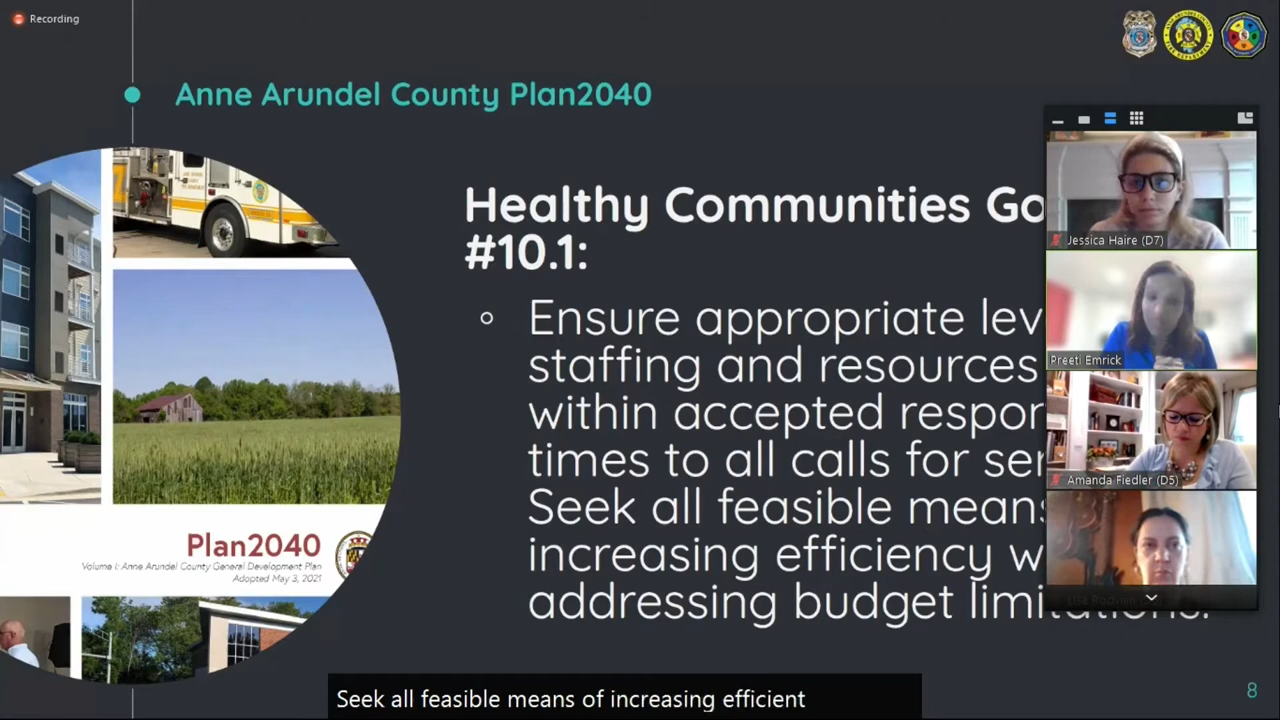 Recording
Anne Arundel County Plan2040
Healthy Communities Go
#10.1:
Ensure appropriate lev
staffing and resources
within accepted respon
times to all calls for ser
Seek all feasible means
increasing efficiency w
addressing budget limitations.
Jessica Haire (D7)
Preeti Emrick
Amanda Fiedler (D5)
Plan2040
Volume I: Anne Arundel County General Development Plan
Adopted May 3, 2021
Seek all feasible means of increasing efficient
8